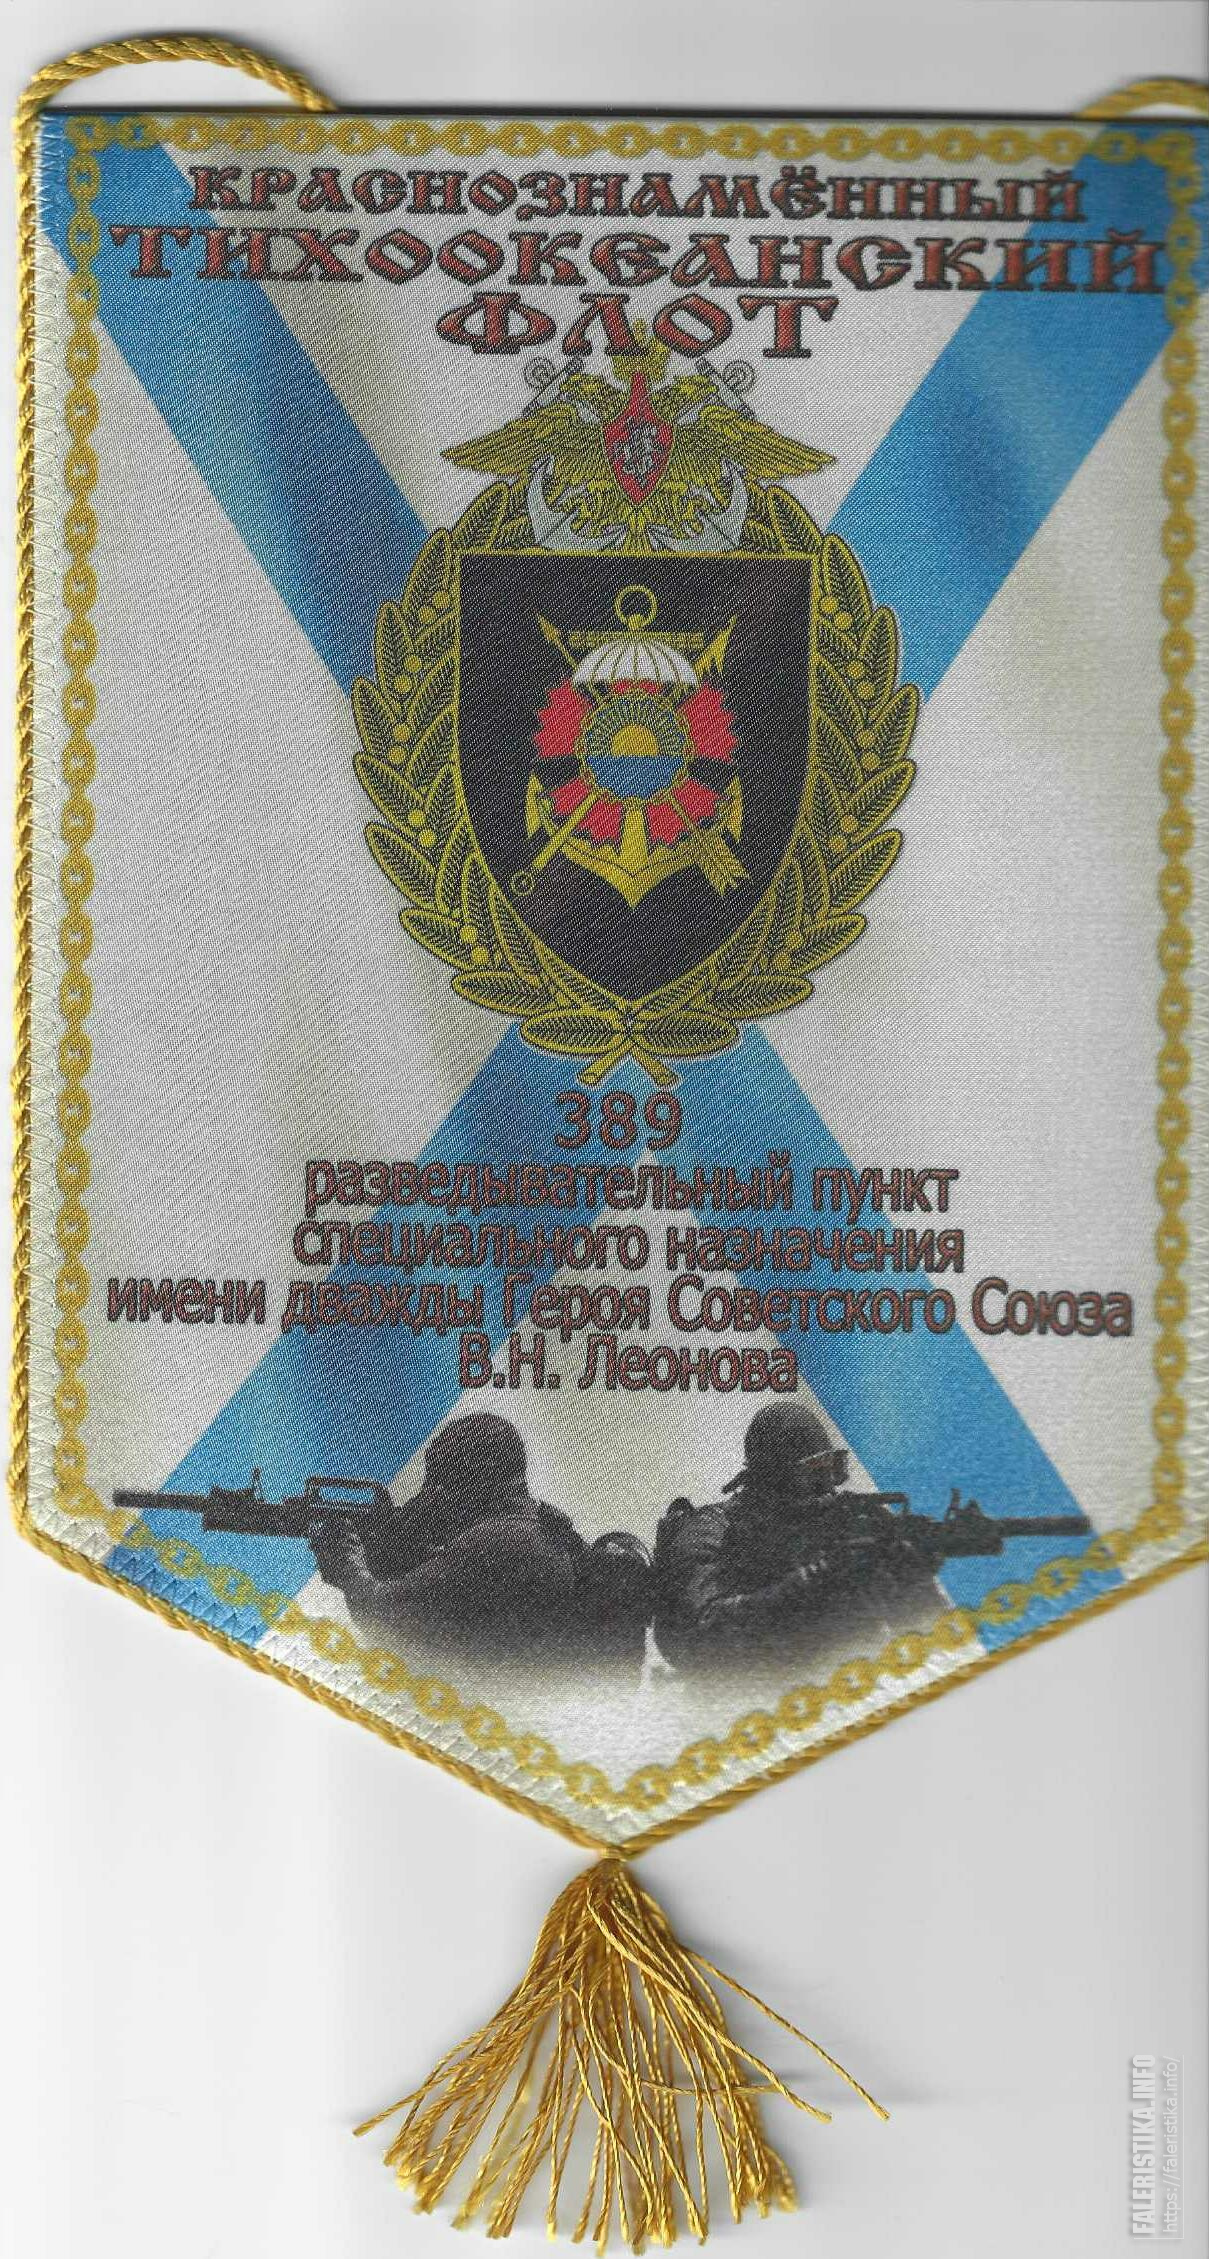 КРАСНОЗНАМЁННЫЙ
ТИХООКЕАНСКИЙ
ФЛОТ
389
разведывательный пункт
специального назначения
имени дважды Героя Советского Союза
В.Н. Леонова
FALERISTIKA.INFO
https://faleristika.info/